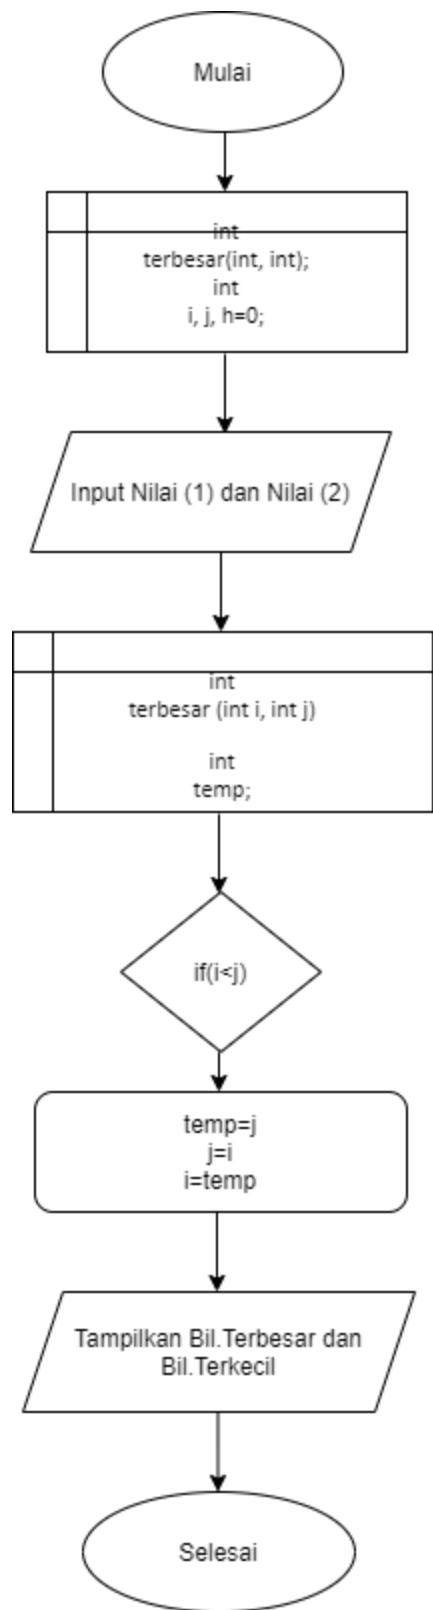 Mulai
int
terbesar(int, int);
int
i, j, h=0;
Input Nilai (1) dan Nilai (2)
int
terbesar (int i, int j)
int
temp;
if(i<j)
temp=j
j=i
i=temp
Tampilkan Bil.Terbesar dan
Bil.Terkecil
Selesai